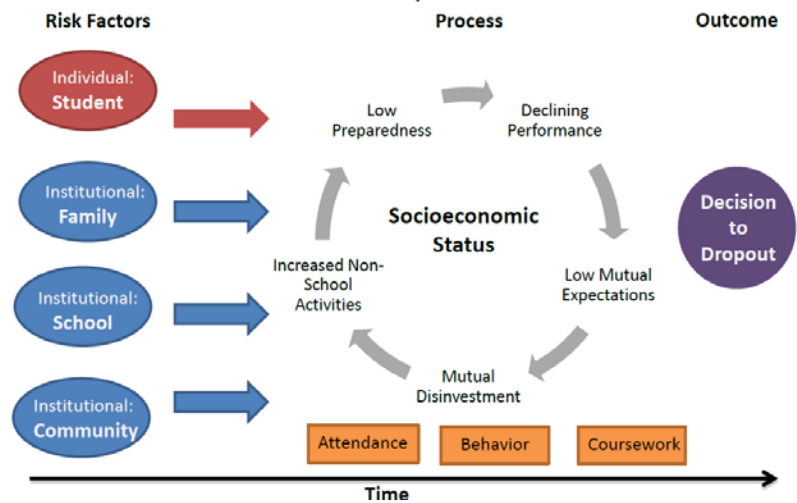 Risk Factors
Process
Outcome
Individual:
Student
Institutional:
Family
Institutional:
School
Institutional:
Community
Low
Preparedness
Declining
Performance
Socioeconomic
Status
Increased Non-
School
Activities
Low Mutual
Expectations
Mutual
Disinvestment
Decision
to
Dropout
Attendance
Behavior
Coursework
Time